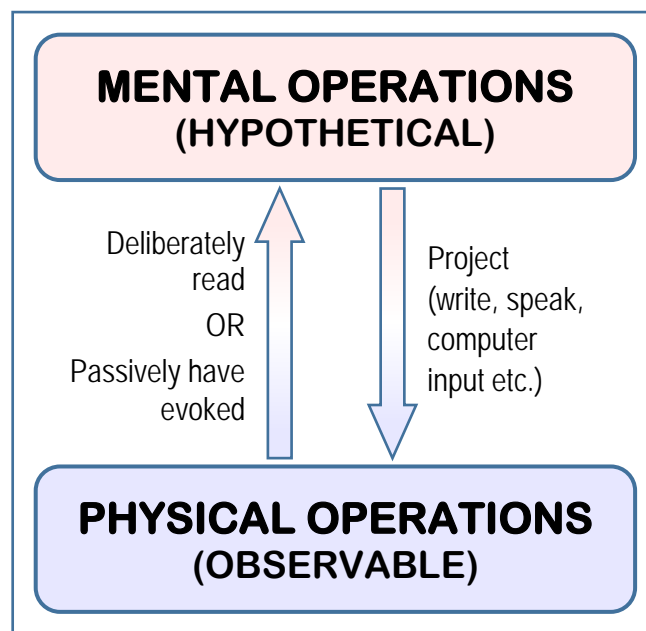 MENTAL OPERATIONS
(HYPOTHETICAL)
Deliberately
read
OR
Passively have
evoked
Project
(write, speak,
computer
input etc.)
PHYSICAL OPERATIONS
(OBSERVABLE)